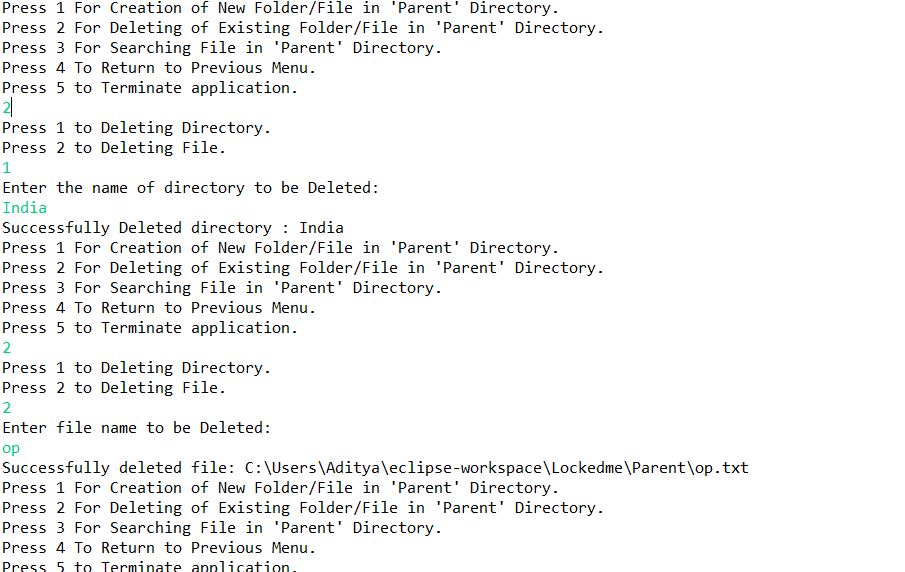 Press 1 For Creation of New Folder/File in 'Parent' Directory.
Press 2 For Deleting of Existing Folder/File in 'Parent' Directory.
Press 3 For Searching File in 'Parent' Directory.
Press 4 To Return to Previous Menu.
Press 5 to Terminate application.
2
Press 1 to Deleting Directory.
Press 2 to Deleting File.
1
Enter the name of directory to be Deleted:
India
Successfully Deleted directory : India
Press 1 For Creation of New Folder/File in 'Parent' Directory.
Press 2 For Deleting of Existing Folder/File in 'Parent' Directory.
Press 3 For Searching File in 'Parent' Directory.
Press 4 To Return to Previous Menu.
Press 5 to Terminate application.
2
Press 1 to Deleting Directory.
Press 2 to Deleting File.
2
Enter file name to be Deleted:
op
Successfully deleted file: C:\Users\Aditya\eclipse-workspace\Lockedme\Parent\op.txt
Press 1 For Creation of New Folder/File in 'Parent' Directory.
Press 2 For Deleting of Existing Folder/File in 'Parent' Directory.
Press 3 For Searching File in 'Parent' Directory.
Press 4 To Return to Previous Menu.
Press 5 to Terminate application.